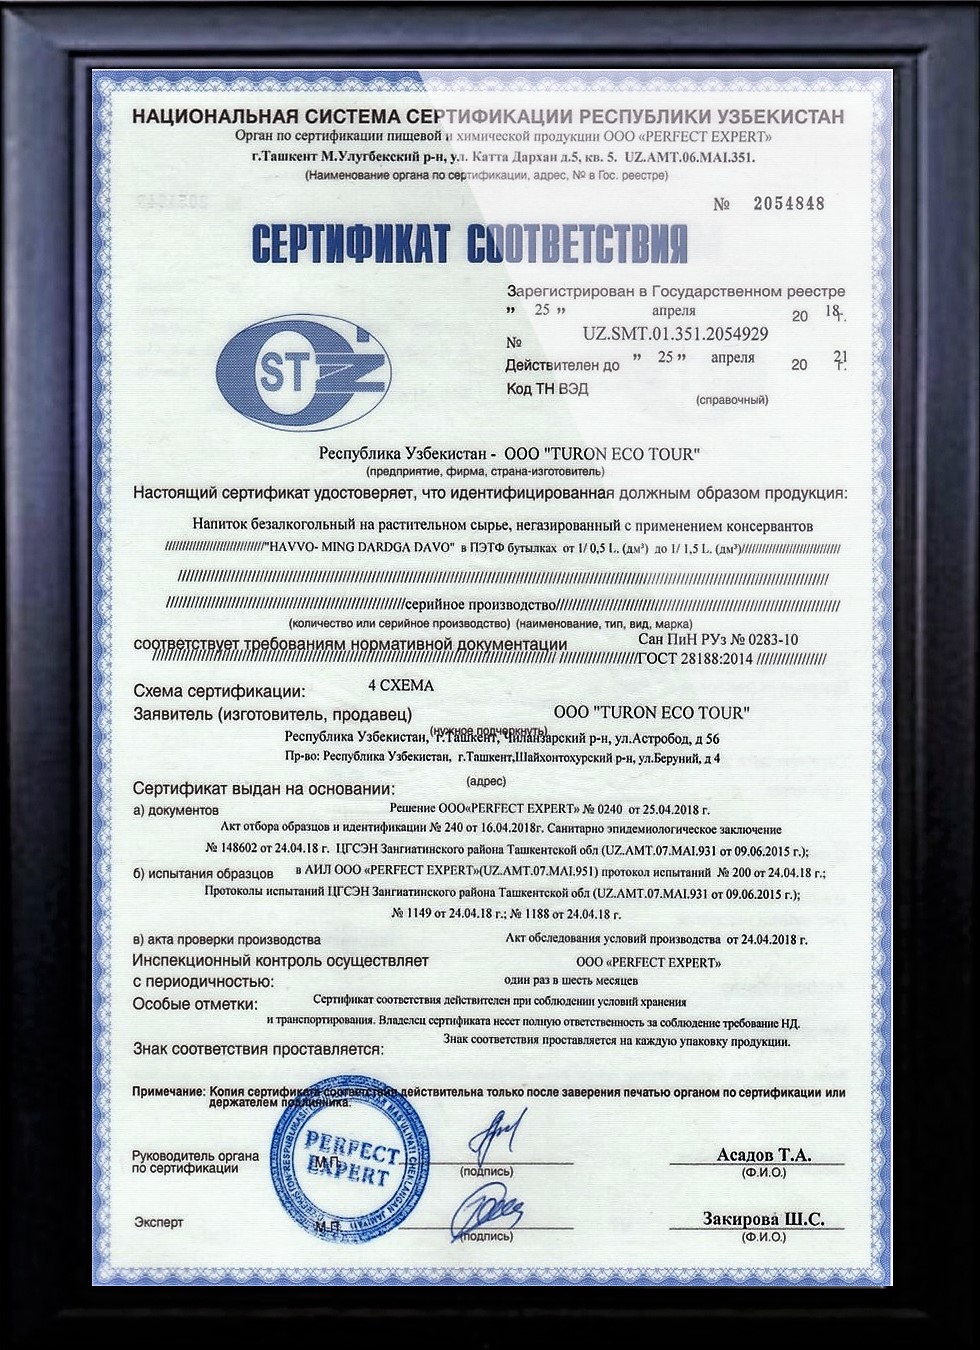 НАЦИОНАЛЬНАЯ СИСТЕМА СЕРТИФИКАЦИИ РЕСПУБЛИКИ УЗБЕКИСТАН
Орган по сертификации пищевой и химической продукции ООО «PERFECT EXPERT»
г.Ташкент М.Улугбекский р-н, ул. Катта Дархан д.5, кв. 5. UZ.AMT.06.MAI.351.
(Наименование органа по сертификации, адрес, № в Гос. реестре)
№ 2054848
СЕРТИФИКАТ СООТВЕТСТВИЯ
Зарегистрирован в Государственном реестре
" 25 " апреля 20 18 г.
№ UZ.SMT.01.351.2054929
Действителен до " 25 " апреля 20 21 г.
Код ТН ВЭД
(справочный)
ST
Республика Узбекистан - ООО "TURON ECO TOUR"
(предприятие, фирма, страна-изготовитель)
Настоящий сертификат удостоверяет, что идентифицированная должным образом продукция:
Напиток безалкогольный на растительном сырье, негазированный с применением консервантов
"HAVVO- MING DARDGA DAVO" в ПЭТФ бутылках от 1/ 0,5 L. (дм³) до 1/ 1,5 L. (дм³)
серийное производство
(количество или серийное производство) (наименование, тип, вид, марка)
соответствует требованиям нормативной документации Сан ПиН РУз № 0283-10
ГОСТ 28188:2014
Схема сертификации: 4 СХЕМА
Заявитель (изготовитель, продавец) ООО "TURON ECO TOUR"
(нужное подчеркнуть)
Республика Узбекистан, г.Ташкент, Чиланзарский р-н, ул.Астробод, д 56
Пр-во: Республика Узбекистан, г.Ташкент,Шайхонтохурский р-н, ул.Беруний, д 4
(адрес)
Сертификат выдан на основании:
а) документов Решение ООО«PERFECT EXPERT» № 0240 от 25.04.2018 г.
Акт отбора образцов и идентификации № 240 от 16.04.2018г. Санитарно эпидемиологическое заключение
№ 148602 от 24.04.18 г. ЦГСЭН Зангиатинского района Ташкентской обл (UZ.AMT.07.MAI.931 от 09.06.2015 г.);
б) испытания образцов в АИЛ ООО «PERFECT EXPERT»(UZ.AMT.07.MAI.951) протокол испытаний № 200 от 24.04.18 г.;
Протоколы испытаний ЦГСЭН Зангиатинского района Ташкентской обл (UZ.AMT.07.MAI.931 от 09.06.2015 г.);
№ 1149 от 24.04.18 г.; № 1188 от 24.04.18 г.
в) акта проверки производства Акт обследования условий производства от 24.04.2018 г.
Инспекционный контроль осуществляет ООО «PERFECT EXPERT»
с периодичностью: один раз в шесть месяцев
Особые отметки: Сертификат соответствия действителен при соблюдении условий хранения
и транспортирования. Владелец сертификата несет полную ответственность за соблюдение требование НД.
Знак соответствия проставляется: Знак соответствия проставляется на каждую упаковку продукции.
Примечание: Копия сертификата соответствия действительна только после заверения печатью органом по сертификации или
держателем подлинника.
PERFECT
EXPERT
Руководитель органа
по сертификации М.П. (подпись) Асадов Т.А.
(Ф.И.О.)
Эксперт М.П. (подпись) Закирова Ш.С.
(Ф.И.О.)